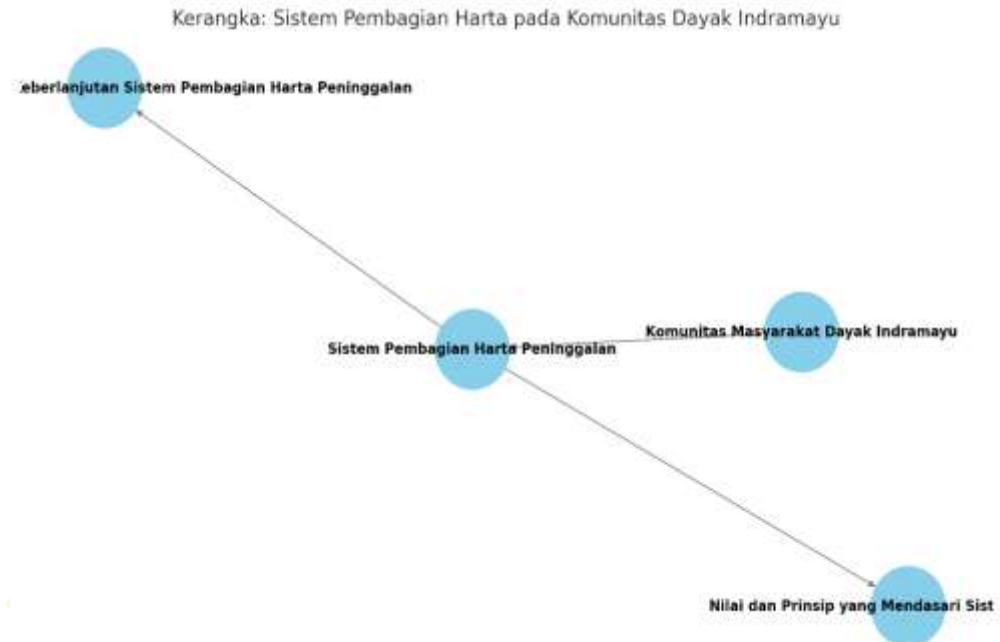 Kerangka: Sistem Pembagian Harta pada Komunitas Dayak Indramayu
eberlanjutan Sistem Pembagian Harta Peninggalan
Komunitas Masyarakat Dayak Indramayu
Sistem Pembagian Harta Peninggalan
Nilai dan Prinsip yang Mendasari Sist